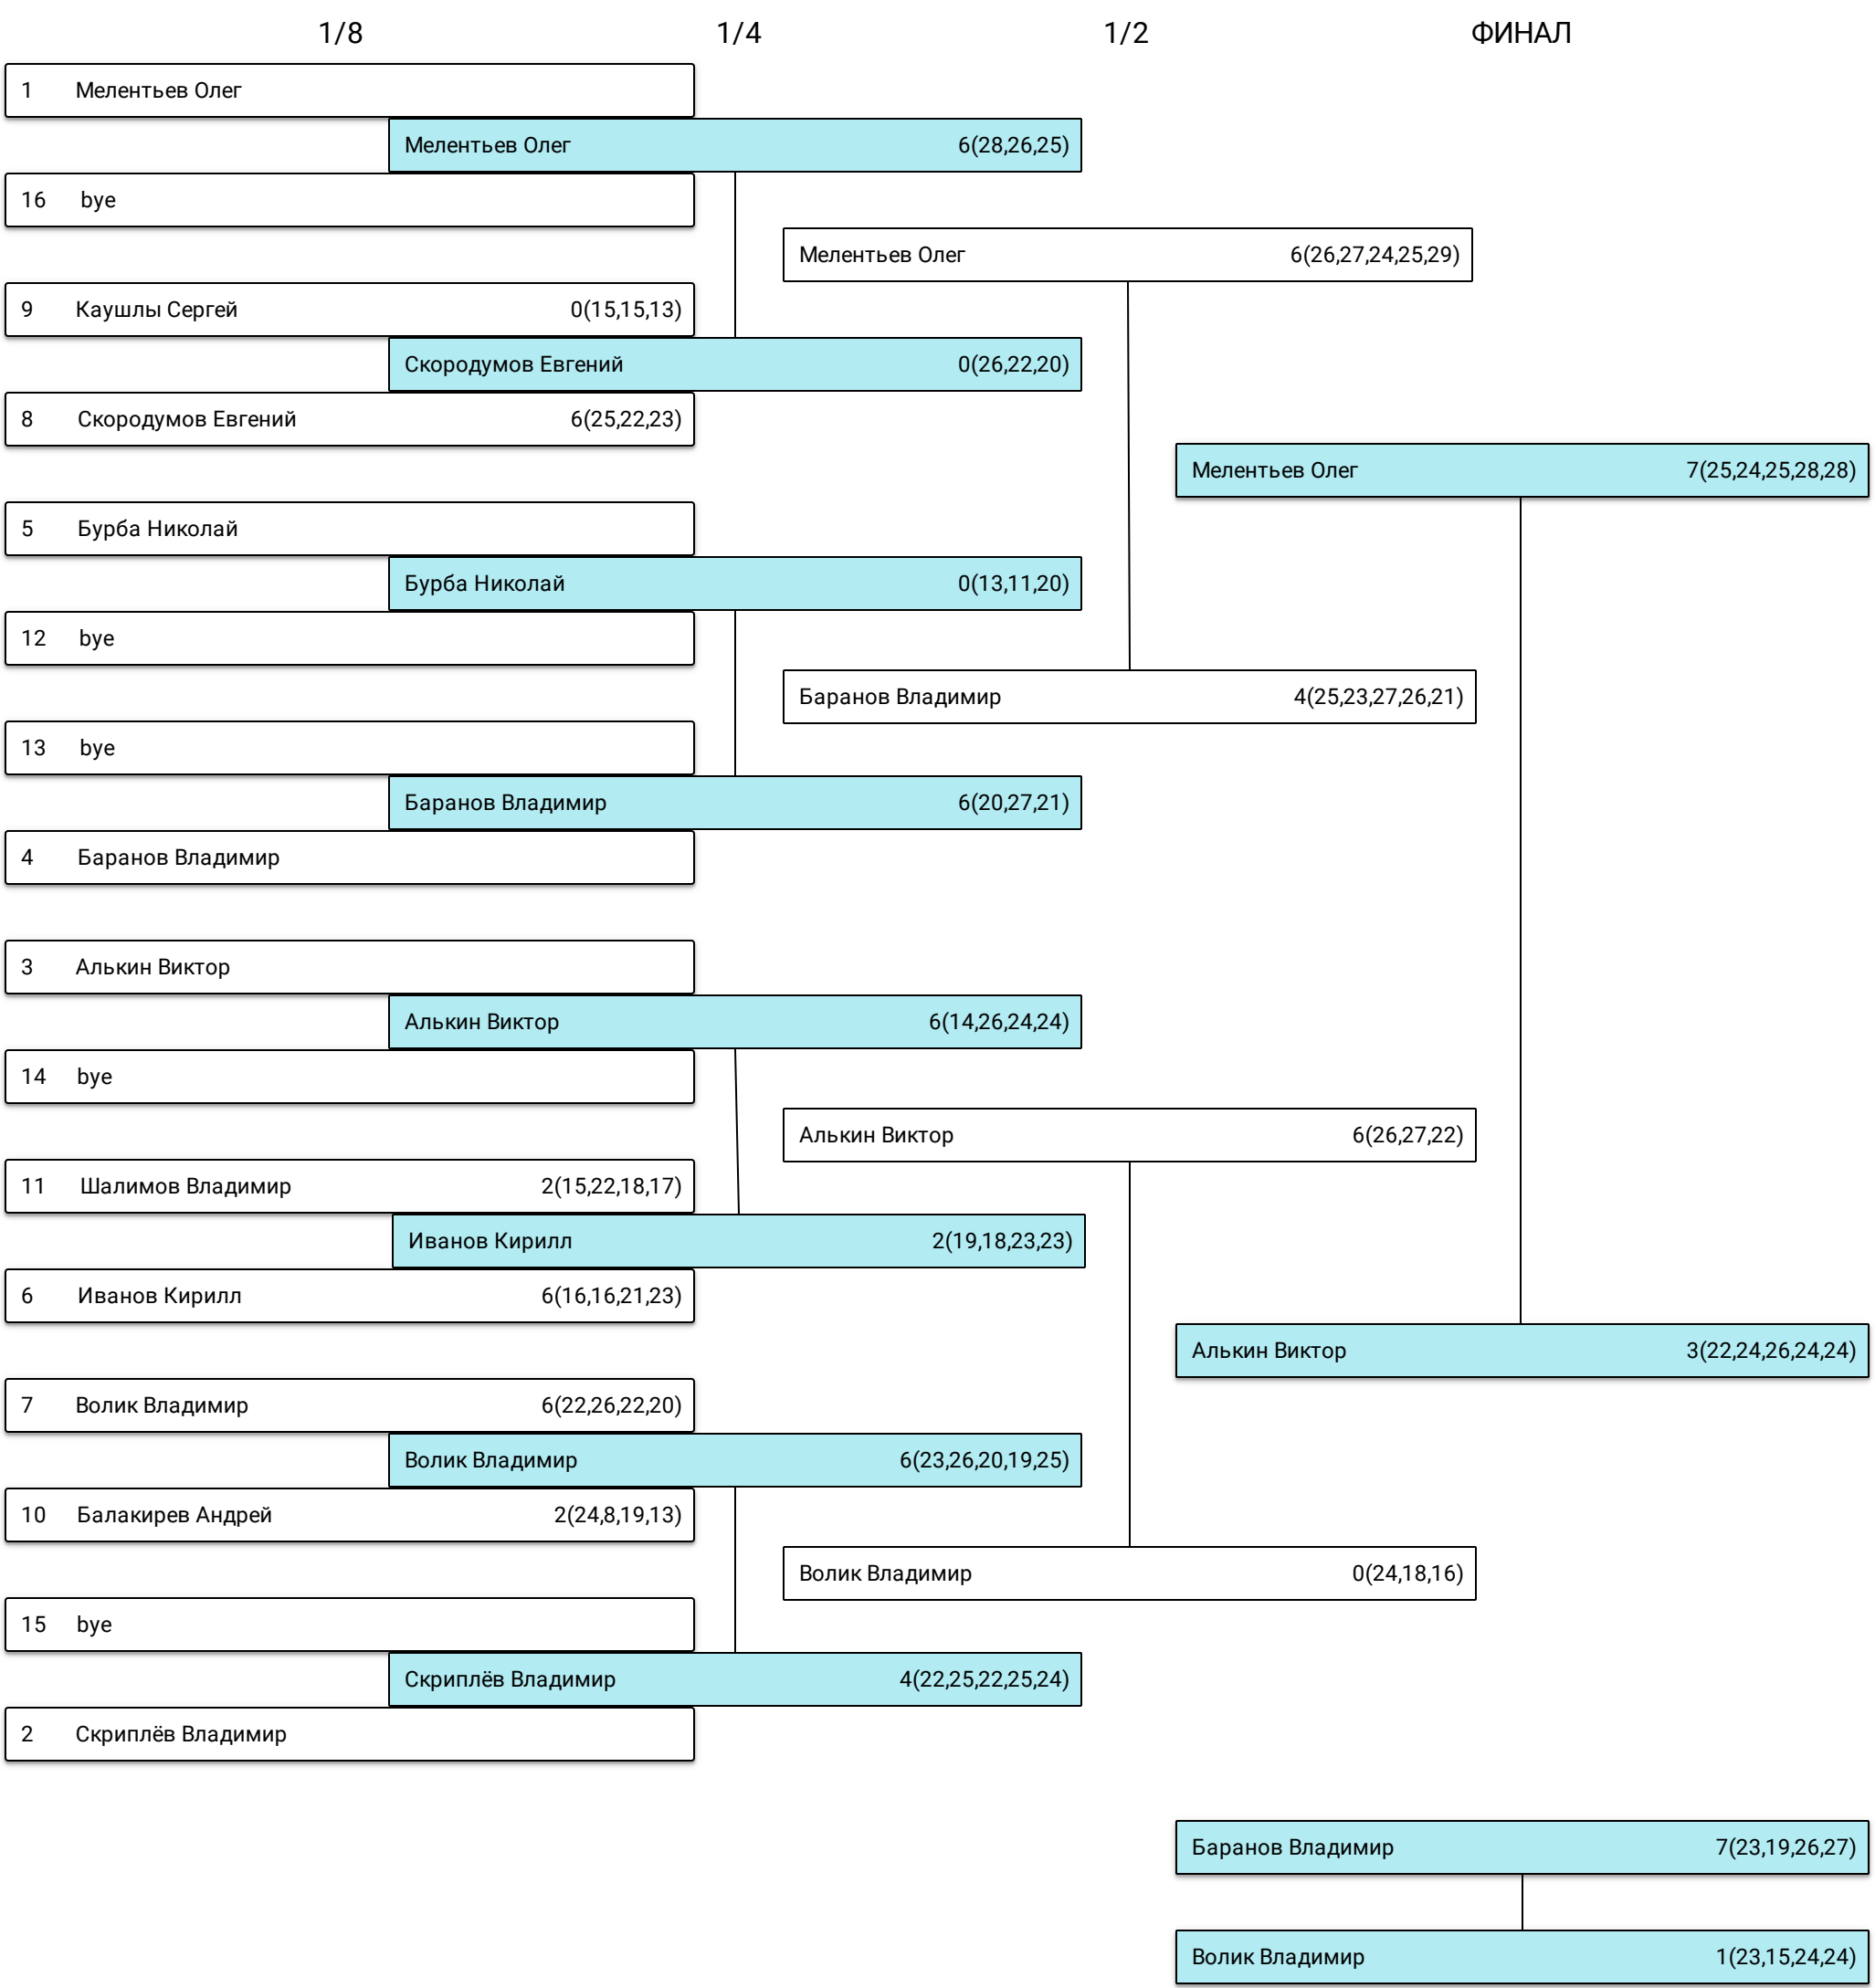 1/8 1/4 1/2 ФИНАЛ
1 Мелентьев Олег
Мелентьев Олег 6(28,26,25)
16 bye
Мелентьев Олег 6(26,27,24,25,29)
9 Каушлы Сергей 0(15,15,13)
Скородумов Евгений 0(26,22,20)
8 Скородумов Евгений 6(25,22,23)
Мелентьев Олег 7(25,24,25,28,28)
5 Бурба Николай
Бурба Николай 0(13,11,20)
12 bye
Баранов Владимир 4(25,23,27,26,21)
13 bye
Баранов Владимир 6(20,27,21)
4 Баранов Владимир
3 Алькин Виктор
Алькин Виктор 6(14,26,24,24)
14 bye
Алькин Виктор 6(26,27,22)
11 Шалимов Владимир 2(15,22,18,17)
Иванов Кирилл 2(19,18,23,23)
6 Иванов Кирилл 6(16,16,21,23)
Алькин Виктор 3(22,24,26,24,24)
7 Волик Владимир 6(22,26,22,20)
Волик Владимир 6(23,26,20,19,25)
10 Балакирев Андрей 2(24,8,19,13)
Волик Владимир 0(24,18,16)
15 bye
Скриплёв Владимир 4(22,25,22,25,24)
2 Скриплёв Владимир
Баранов Владимир 7(23,19,26,27)
Волик Владимир 1(23,15,24,24)